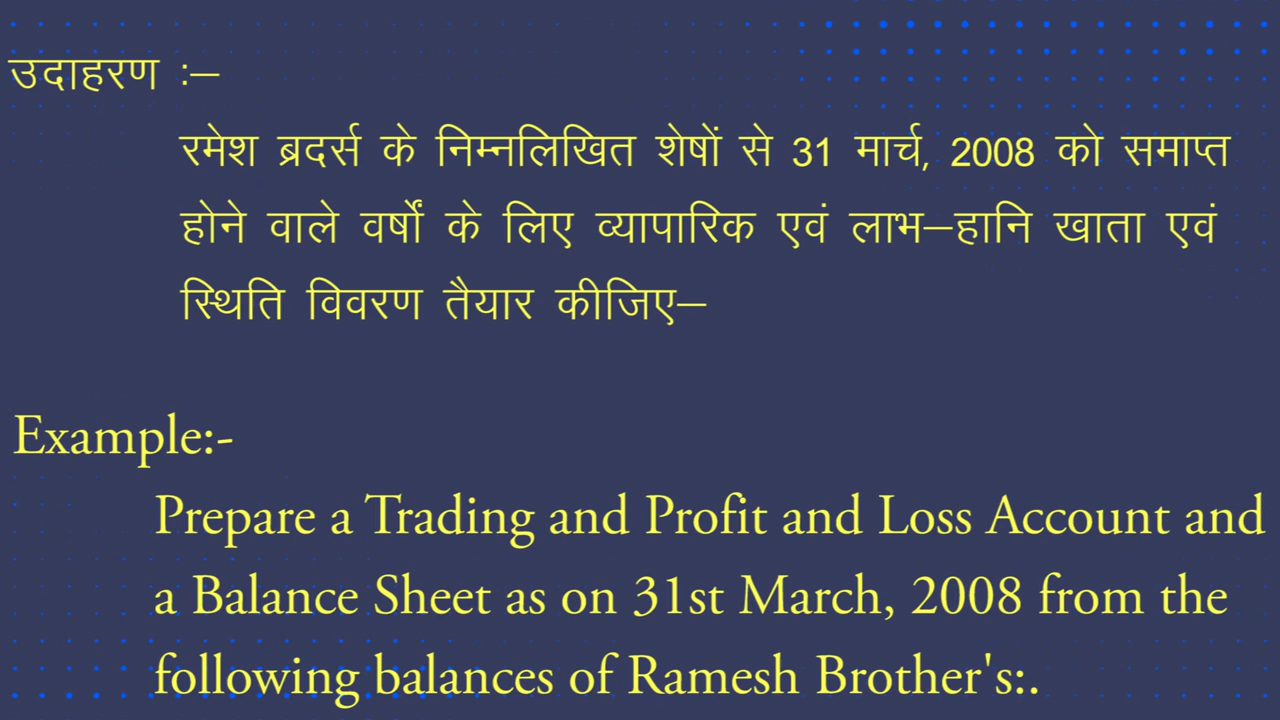 उदाहरण :–
रमेश ब्रदर्स के निम्नलिखित शेषों से 31 मार्च, 2008 को समाप्त
होने वाले वर्षों के लिए व्यापारिक एवं लाभ–हानि खाता एवं
स्थिति विवरण तैयार कीजिए–
Example:-
Prepare a Trading and Profit and Loss Account and
a Balance Sheet as on 31st March, 2008 from the
following balances of Ramesh Brother's:.